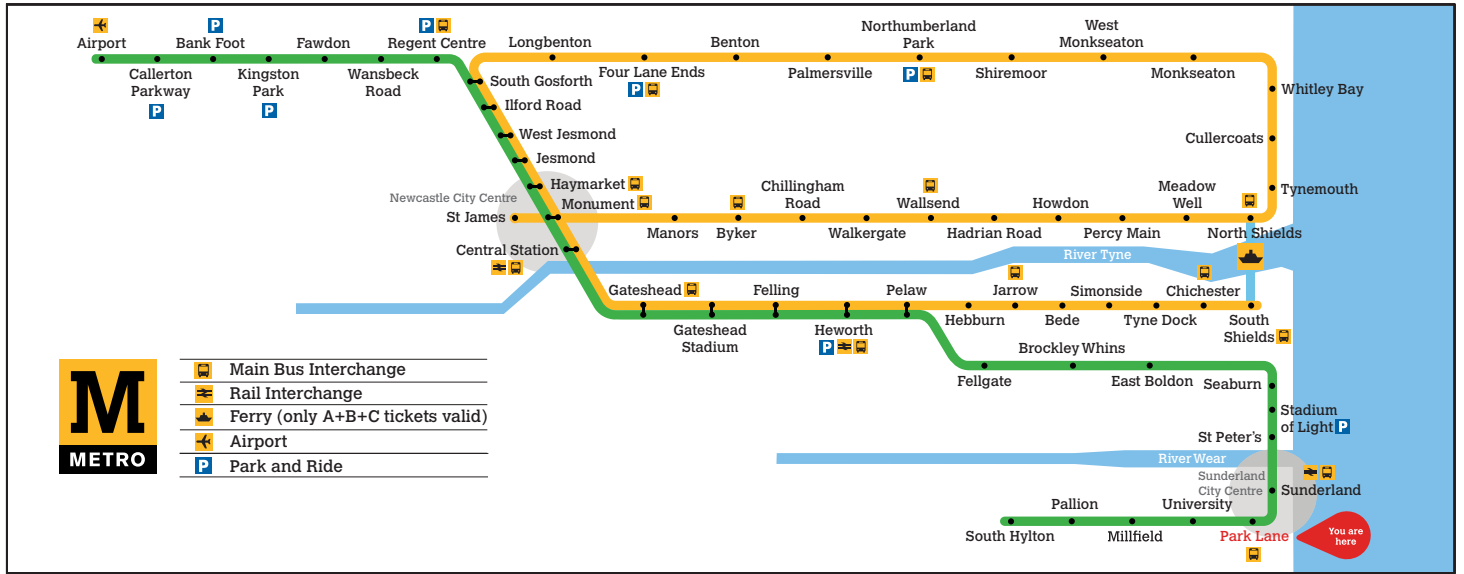 Airport
Callerton
Parkway
Bank Foot
Kingston
Park
Fawdon
Wansbeck
Road
Regent Centre
Longbenton
Four Lane Ends
Benton
Palmersville
Northumberland
Park
Shiremoor
West
Monkseaton
Monkseaton
South Gosforth
Ilford Road
West Jesmond
Jesmond
Haymarket
Newcastle City Centre
Monument
St James
Central Station
Whitley Bay
Cullercoats
Tynemouth
Manors
Byker
Chillingham
Road
Walkergate
Wallsend
Hadrian Road
Howdon
Percy Main
Meadow
Well
North Shields
River Tyne
Gateshead
Gateshead
Stadium
Felling
Heworth
Pelaw
Hebburn
Jarrow
Bede
Simonside
Tyne Dock
Chichester
South
Shields
Fellgate
Brockley Whins
East Boldon
Seaburn
Stadium
of Light
St Peter's
River Wear
Sunderland
City Centre
Sunderland
South Hylton
Pallion
Millfield
University
Park Lane
You are
here
M
METRO
Main Bus Interchange
Rail Interchange
Ferry (only A+B+C tickets valid)
Airport
P Park and Ride
P
P
P
P
P
P
P
P